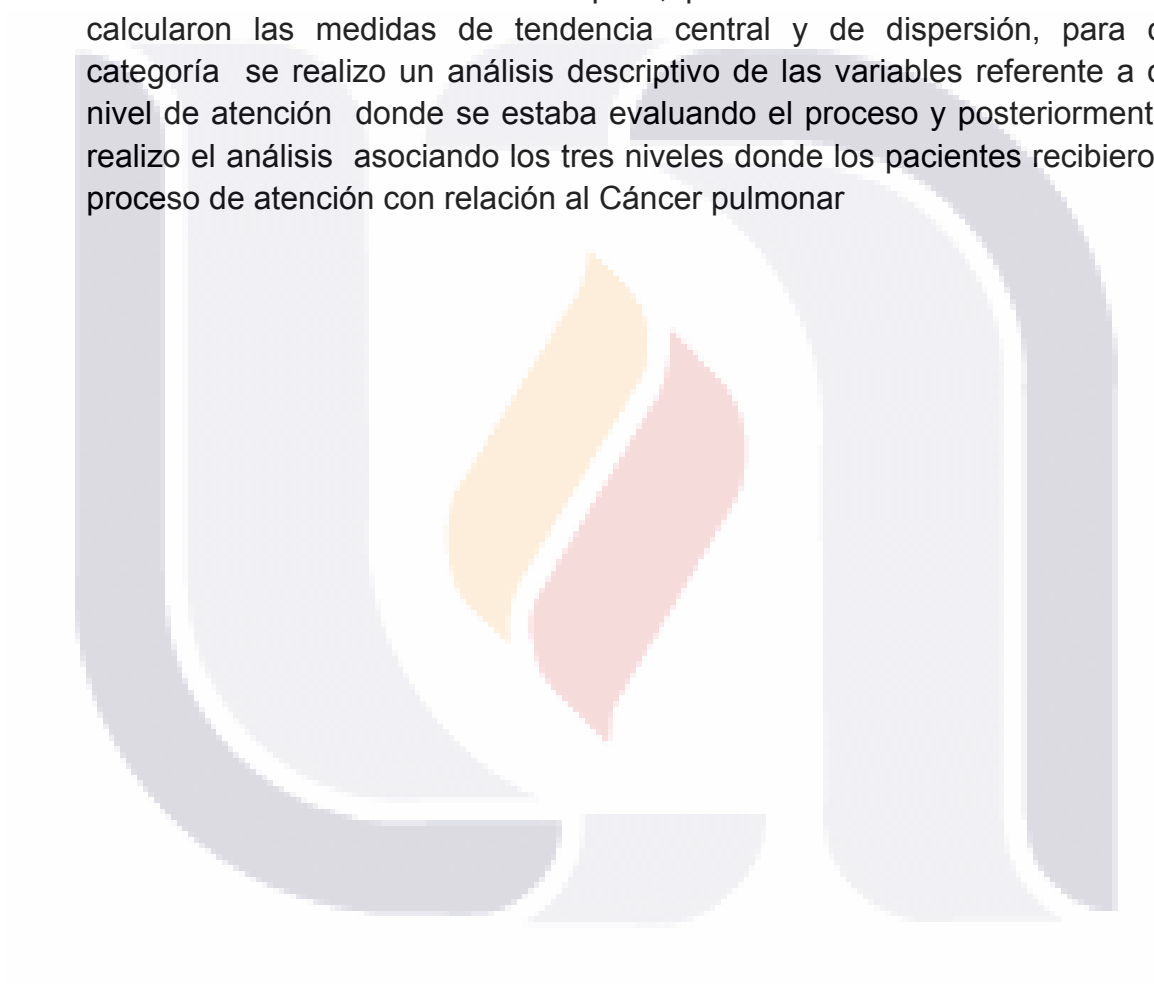 calcularon las medidas de tendencia central y de dispersión, para
categoría se realizo un análisis descriptivo de las variables referente a
nivel de atención donde se estaba evaluando el proceso y
realizo el análisis asociando los tres niveles donde los pacientes
proceso de atención con relación al Cáncer pulmonar